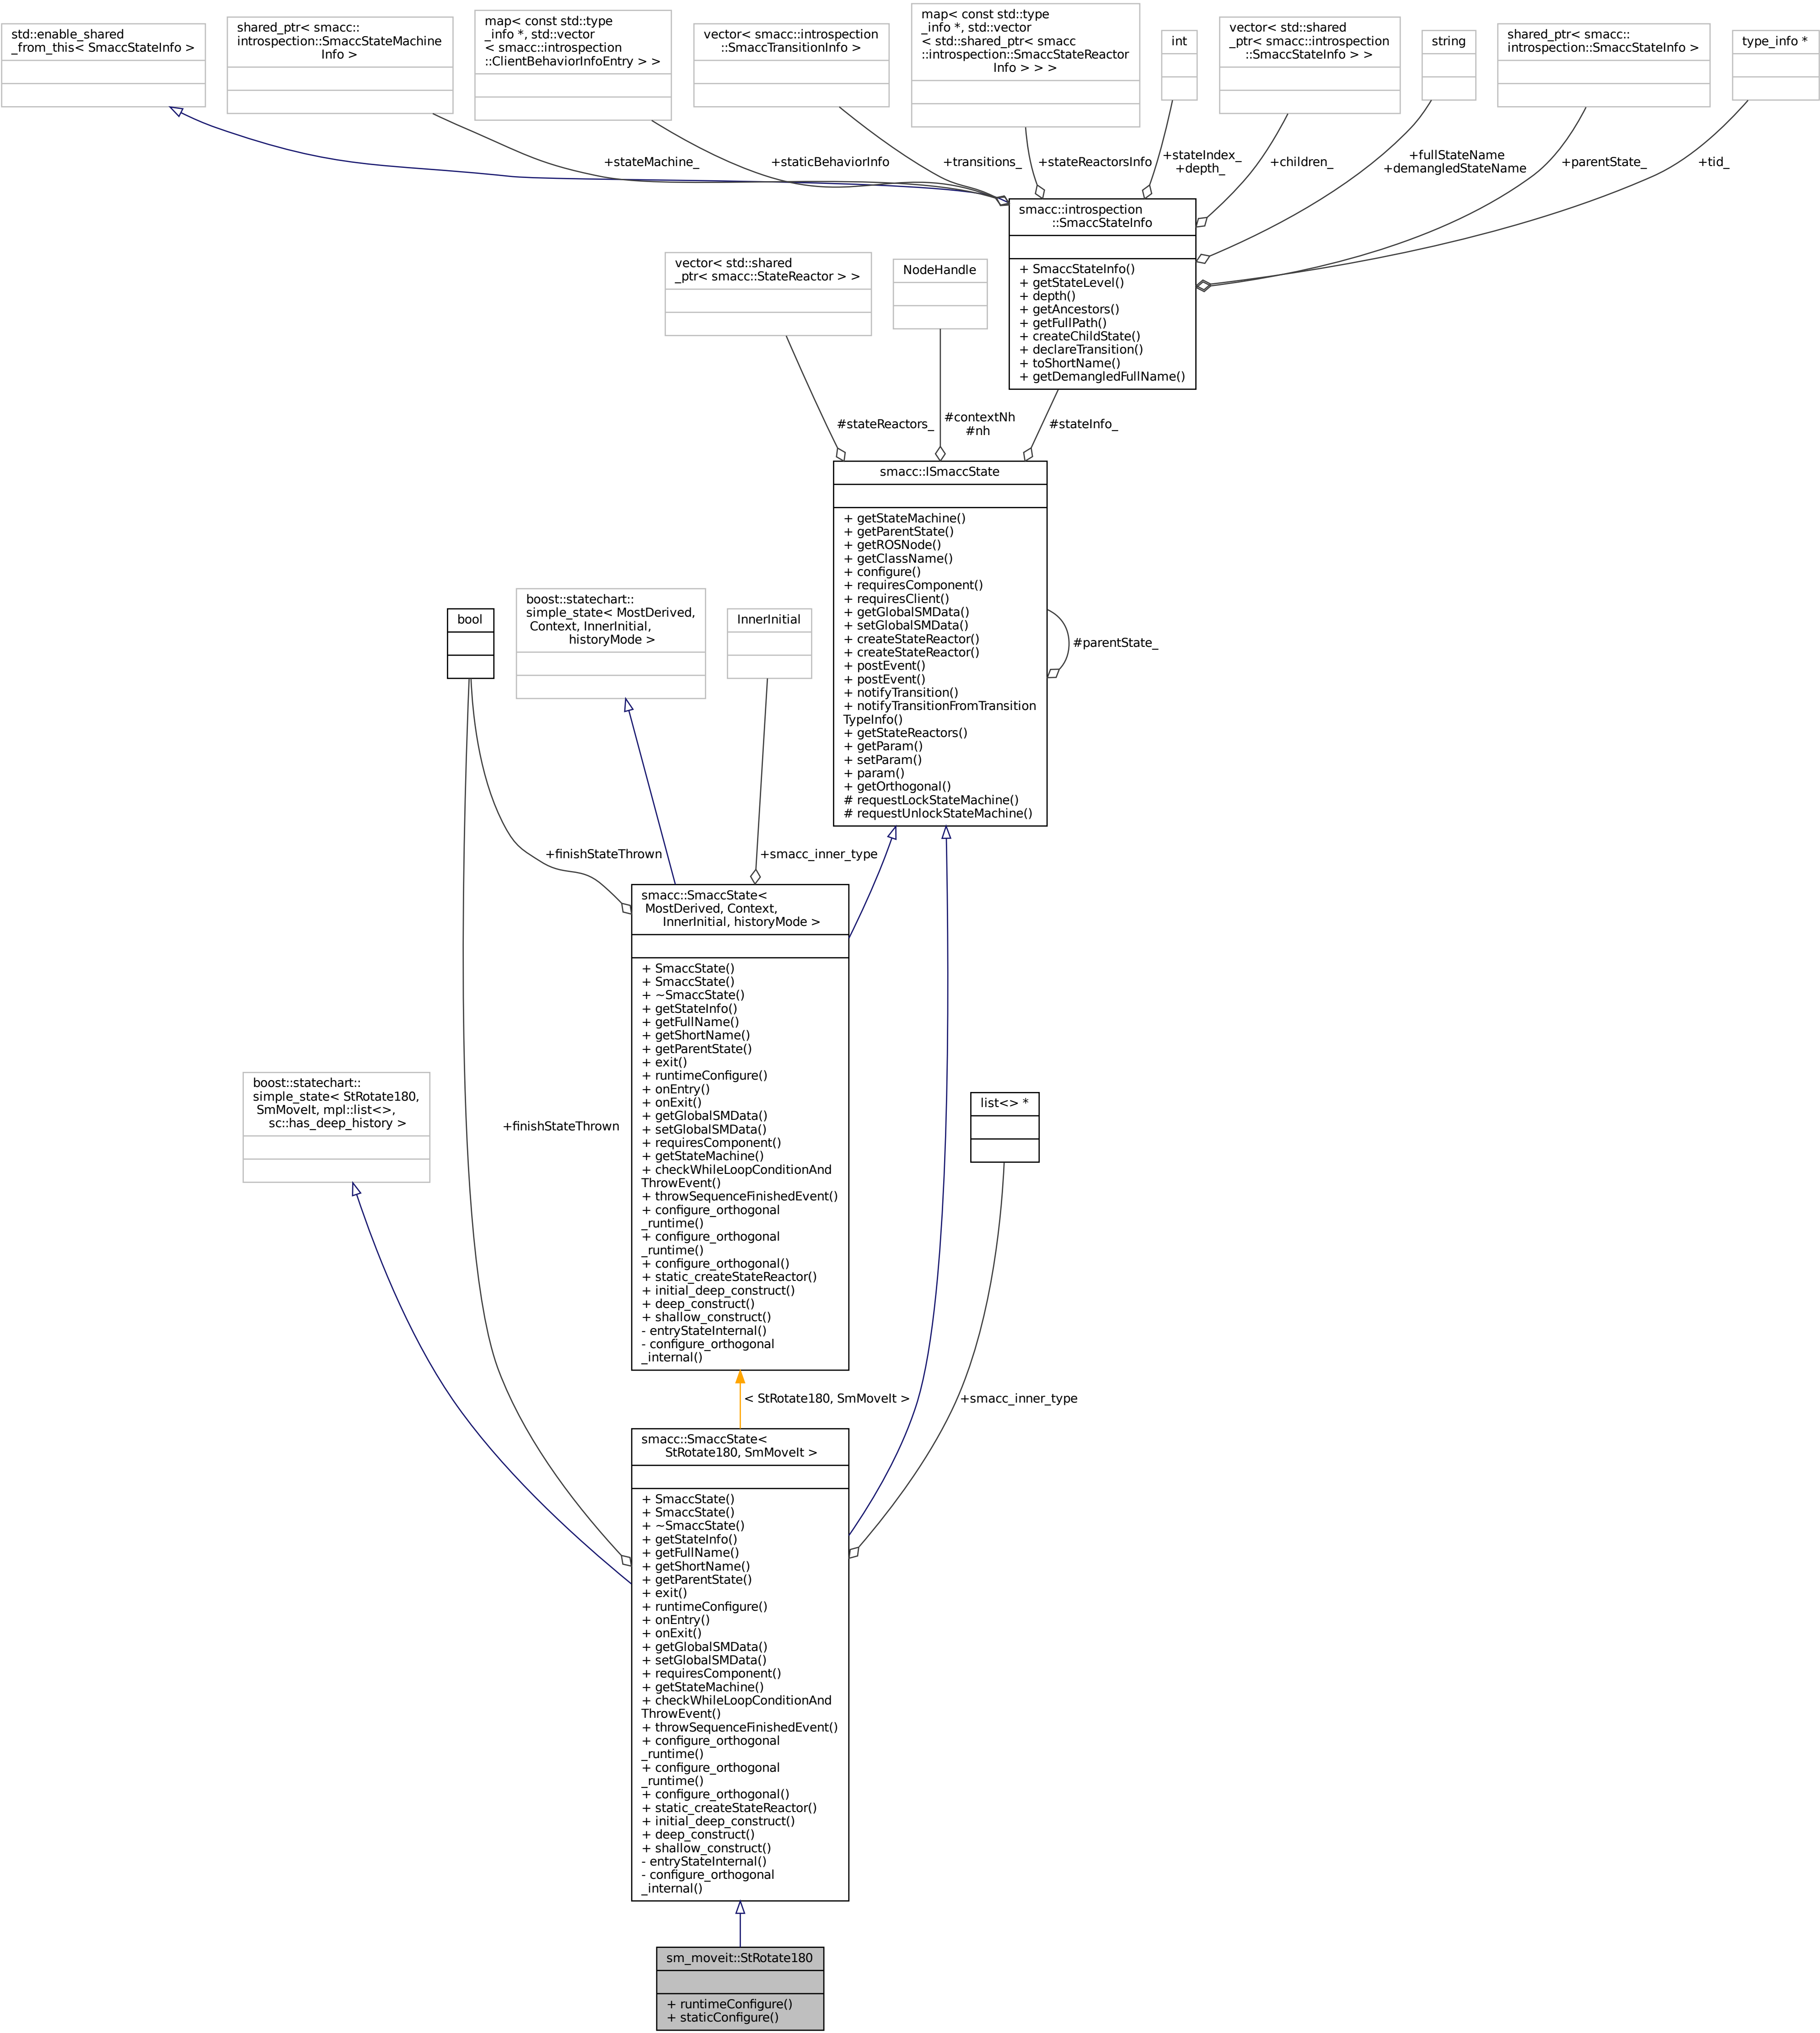 std::enable_shared
_from_this< SmaccStateInfo >
shared_ptr< smacc::
introspection::SmaccStateMachine
Info >
map< const std::type
_info *, std::vector
< smacc::introspection
::ClientBehaviorInfoEntry > >
vector< smacc::introspection
::SmaccTransitionInfo >
map< const std::type
_info *, std::vector
< std::shared_ptr< smacc
::introspection::SmaccStateReactor
Info > > >
int
vector< std::shared
_ptr< smacc::introspection
::SmaccStateInfo > >
string
shared_ptr< smacc::
introspection::SmaccStateInfo >
type_info *
+stateMachine_
+staticBehaviorInfo
+transitions_
+stateReactorsInfo
+stateIndex_
+depth_
+children_
+fullStateName
+demangledStateName
+parentState_
+tid_
smacc::introspection
::SmaccStateInfo
+ SmaccStateInfo()
+ getStateLevel()
+ depth()
+ getAncestors()
+ getFullPath()
+ createChildState()
+ declareTransition()
+ toShortName()
+ getDemangledFullName()
vector< std::shared
_ptr< smacc::StateReactor > >
NodeHandle
#stateReactors_
#contextNh
#nh
#stateInfo_
smacc::ISmaccState
+ getStateMachine()
+ getParentState()
+ getROSNode()
+ getClassName()
+ configure()
+ requiresComponent()
+ requiresClient()
+ getGlobalSMData()
+ setGlobalSMData()
+ createStateReactor()
+ createStateReactor()
+ postEvent()
+ postEvent()
+ notifyTransition()
+ notifyTransitionFromTransition
TypeInfo()
+ getStateReactors()
+ getParam()
+ setParam()
+ param()
+ getOrthogonal()
# requestLockStateMachine()
# requestUnlockStateMachine()
#parentState_
bool
boost::statechart::
simple_state< MostDerived,
Context, InnerInitial,
historyMode >
InnerInitial
+finishStateThrown
+smacc_inner_type
smacc::SmaccState<
MostDerived, Context,
InnerInitial, historyMode >
+ SmaccState()
+ SmaccState()
+ ~SmaccState()
+ getStateInfo()
+ getFullName()
+ getShortName()
+ getParentState()
+ exit()
+ runtimeConfigure()
+ onEntry()
+ onExit()
+ getGlobalSMData()
+ setGlobalSMData()
+ requiresComponent()
+ getStateMachine()
+ checkWhileLoopConditionAnd
ThrowEvent()
+ throwSequenceFinishedEvent()
+ configure_orthogonal
_runtime()
+ configure_orthogonal
_runtime()
+ configure_orthogonal()
+ static_createStateReactor()
+ initial_deep_construct()
+ deep_construct()
+ shallow_construct()
- entryStateInternal()
- configure_orthogonal
_internal()
boost::statechart::
simple_state< StRotate180,
SmMoveIt, mpl::list<>,
sc::has_deep_history >
+finishStateThrown
list<> *
< StRotate180, SmMoveIt >
+smacc_inner_type
smacc::SmaccState<
StRotate180, SmMoveIt >
+ SmaccState()
+ SmaccState()
+ ~SmaccState()
+ getStateInfo()
+ getFullName()
+ getShortName()
+ getParentState()
+ exit()
+ runtimeConfigure()
+ onEntry()
+ onExit()
+ getGlobalSMData()
+ setGlobalSMData()
+ requiresComponent()
+ getStateMachine()
+ checkWhileLoopConditionAnd
ThrowEvent()
+ throwSequenceFinishedEvent()
+ configure_orthogonal
_runtime()
+ configure_orthogonal
_runtime()
+ configure_orthogonal()
+ static_createStateReactor()
+ initial_deep_construct()
+ deep_construct()
+ shallow_construct()
- entryStateInternal()
- configure_orthogonal
_internal()
sm_moveit::StRotate180
+ runtimeConfigure()
+ staticConfigure()